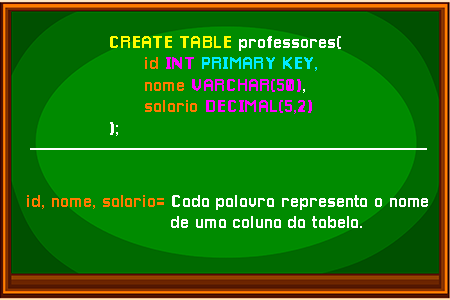 CREATE TABLE professores(
id INT PRIMARY KEY,
nome VARCHAR(50),
salario DECIMAL(5,2)
);
id, nome, salario= Cada palavra representa o nome
de uma coluna da tabela.